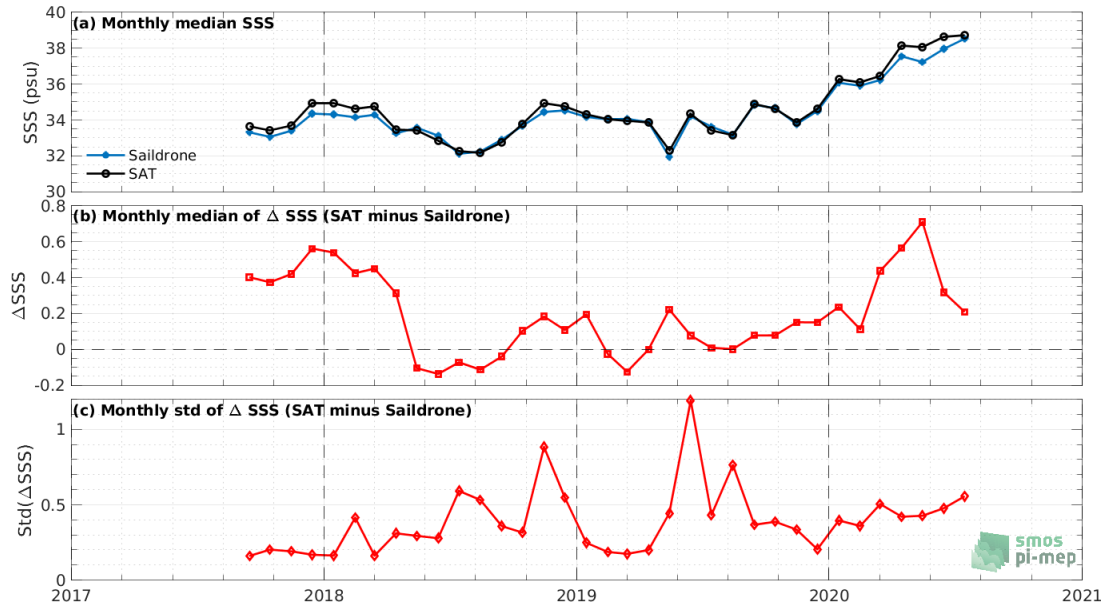 (a) Monthly median SSS
SSS (psu)
40
38
36
34
32
30
Saildrone
SAT
(b) Monthly median of Δ SSS (SAT minus Saildrone)
ΔSSS
0.8
0.6
0.4
0.2
0
-0.2
(c) Monthly std of Δ SSS (SAT minus Saildrone)
Std(ΔSSS)
1
0.5
0
2017
2018
2019
2020
2021
smos
pi-mep